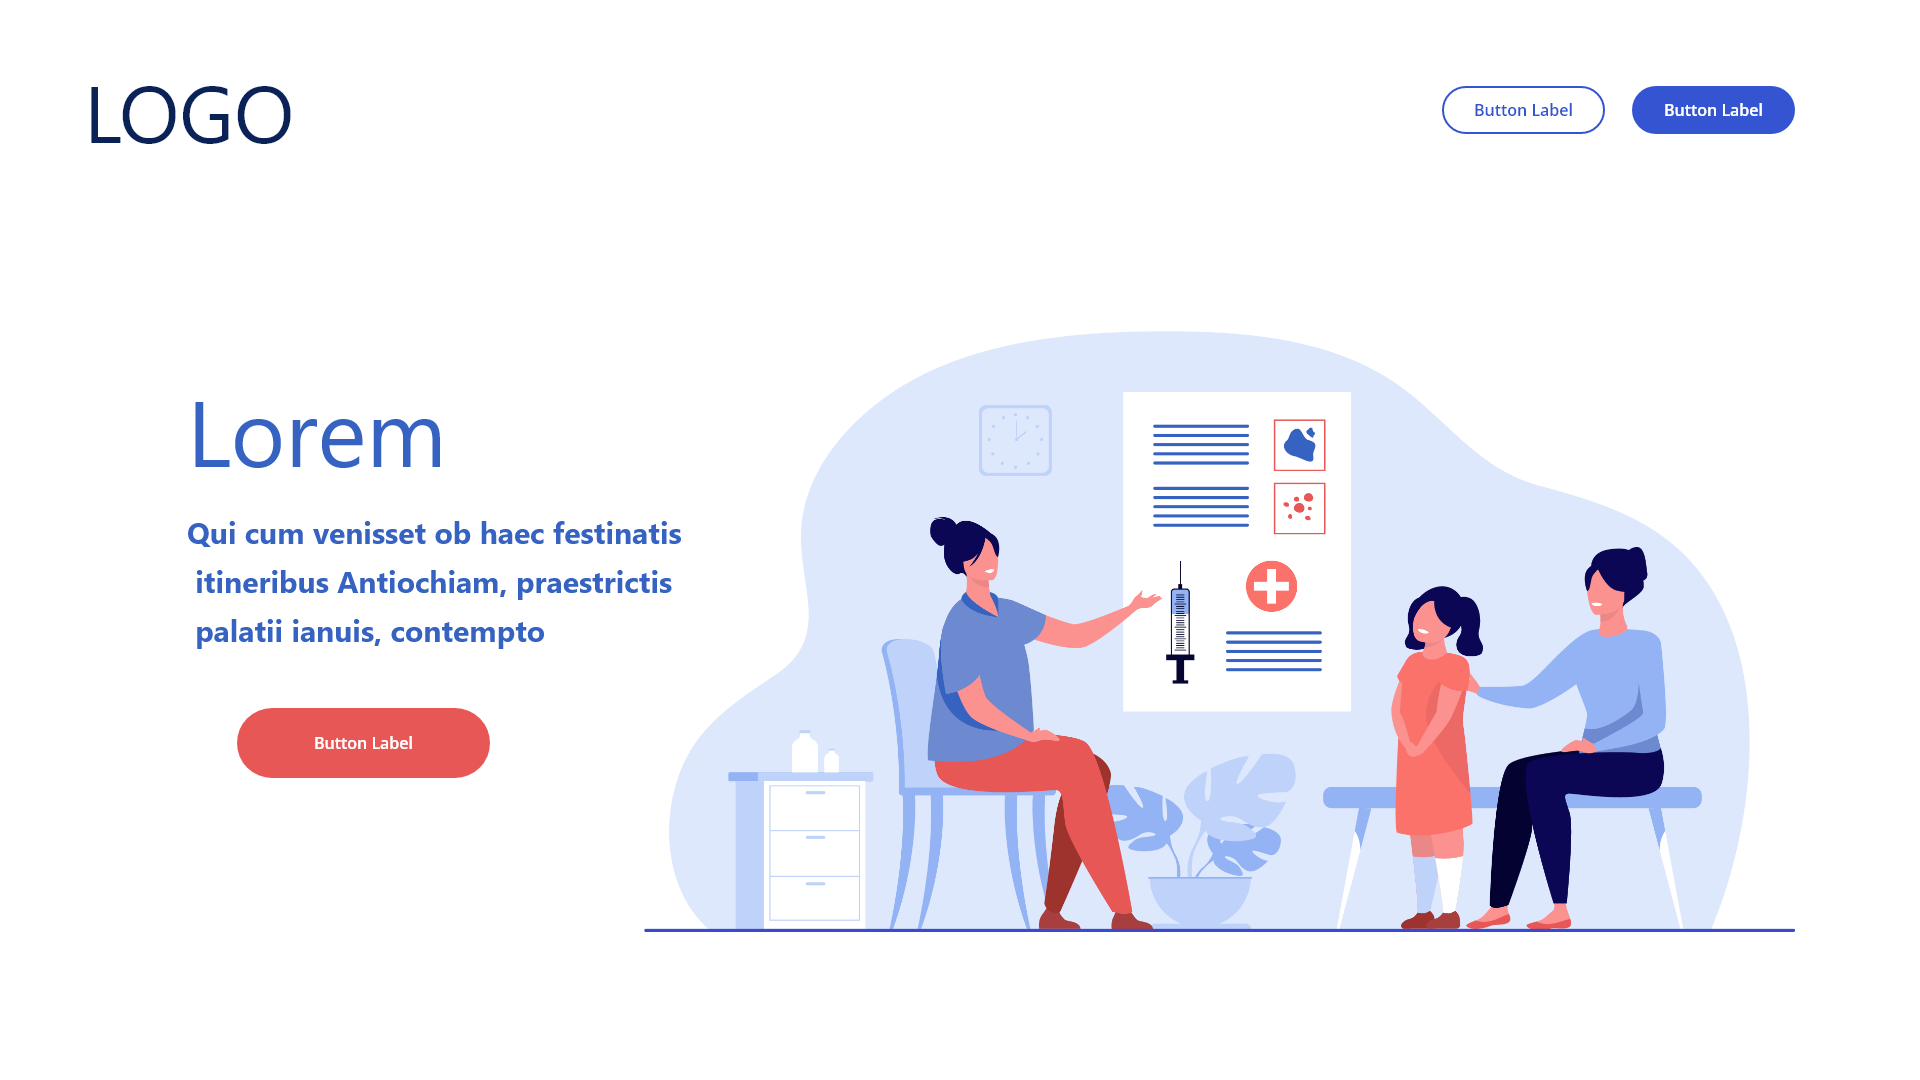 LOGO
Button Label
Button Label
Lorem
Qui cum venisset ob haec festinatis
itineribus Antiochiam, praestrictis
palatii ianuis, contempto
Button Label